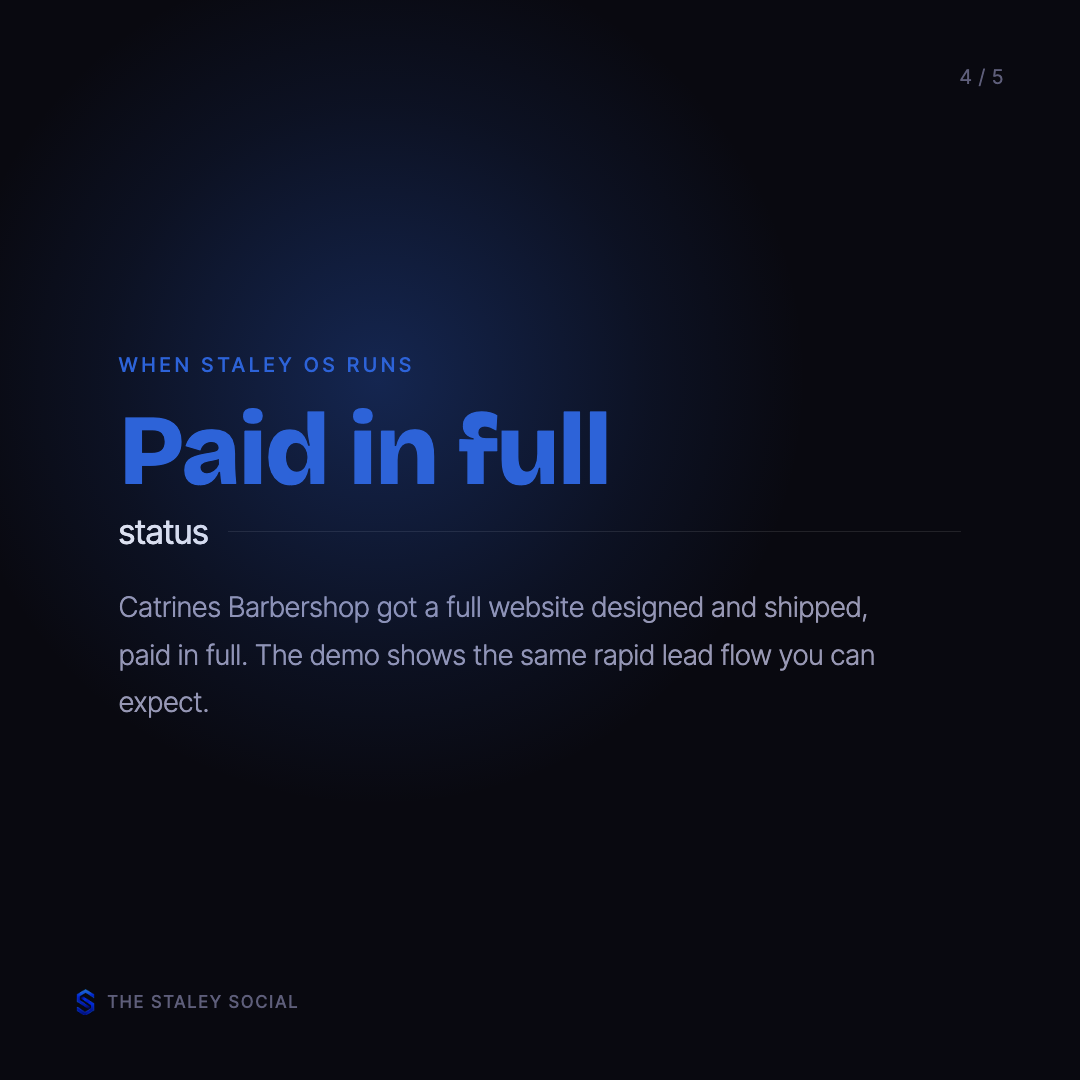 4 / 5
WHEN STALEY OS RUNS
Paid in full
status
Catrines Barbershop got a full website designed and shipped,
paid in full. The demo shows the same rapid lead flow you can
expect.
THE STALEY SOCIAL